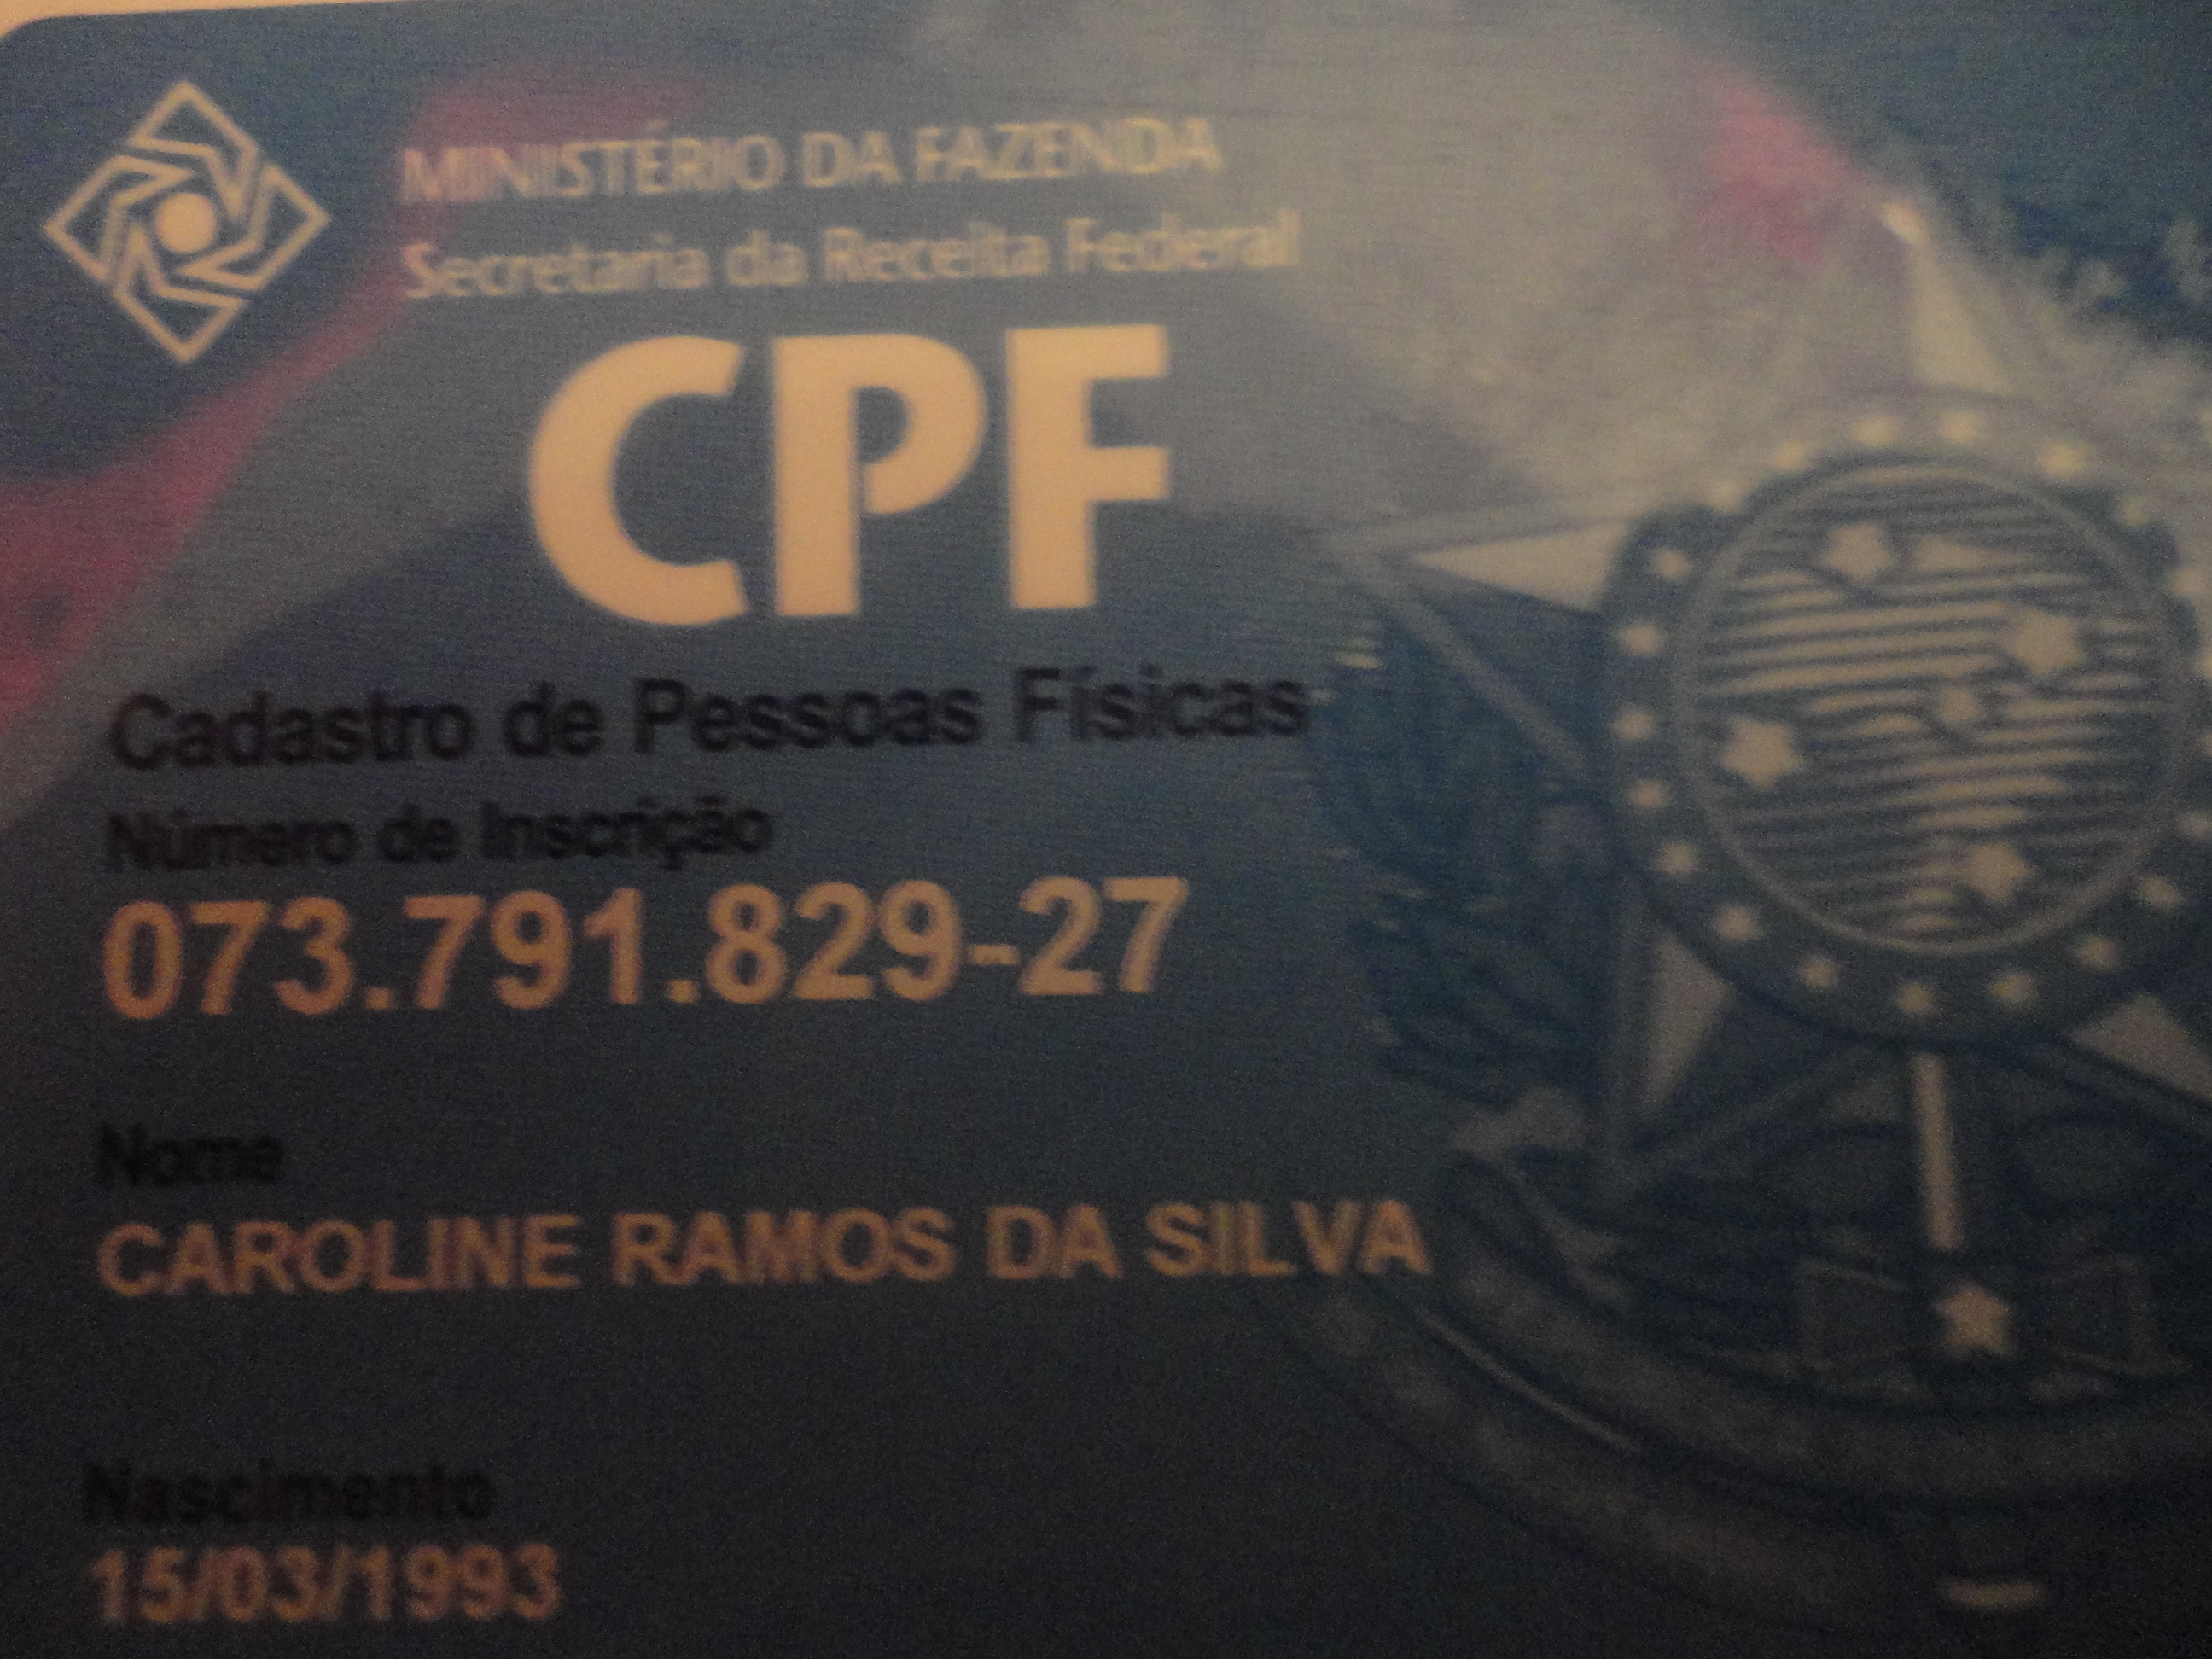 MINISTÉRIO DA FAZENDA
Secretaria da Receita Federal
CPF
Cadastro de Pessoas Físicas
Número de Inscrição
073.791.829-27
Nome
CAROLINE RAMOS DA SILVA
Nascimento
15/03/1993